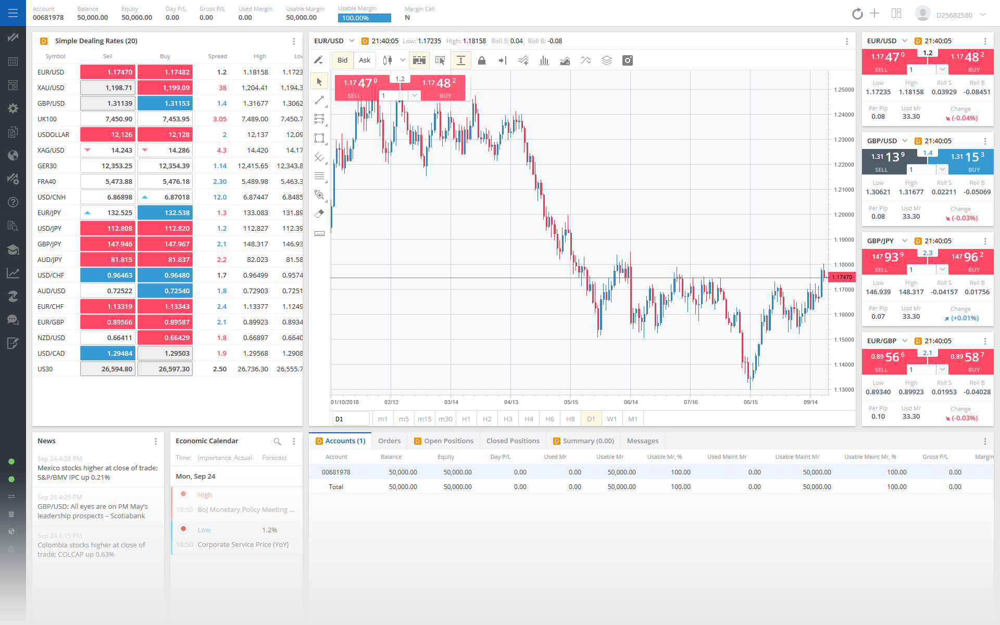 Account Balance Equity Day P/L Gross P/L Used Margin Usable Margin Usable Margin Margin Call
00681978 50,000.00 50,000.00 0.00 0.00 0.00 50,000.00 100.00% N
D25682580
D Simple Dealing Rates (20)
Symbol Sell Buy Spread High Lov
EUR/USD 1.17470 1.17482 1.2 1.18158 1.1723
XAU/USD 1,198.71 1,199.09 38 1,204.41 1,194.3
GBP/USD 1.31139 1.31153 1.4 1.31677 1.3062
UK100 7,450.90 7,453.95 3.05 7,489.00 7,450.7
USDOLLAR 12,126 12,128 2 12,137 12,09
XAG/USD 14.243 14.286 4.3 14.420 14.17
GER30 12,353.25 12,354.39 1.14 12,415.65 12,343.8
FRA40 5,473.88 5,476.18 2.30 5,489.98 5,463.3
USD/CNH 6.86898 6.87018 12.0 6.87447 6.8485
EUR/JPY 132.525 132.538 1.3 133.083 131.89
USD/JPY 112.808 112.820 1.2 112.827 112.39
GBP/JPY 147.946 147.967 2.1 148.317 146.93
AUD/JPY 81.815 81.837 2.2 82.023 81.58
USD/CHF 0.96463 0.96480 1.7 0.96499 0.9574
AUD/USD 0.72522 0.72540 1.8 0.72903 0.7251
EUR/CHF 1.13319 1.13343 2.4 1.13377 1.1249
EUR/GBP 0.89566 0.89587 2.1 0.89923 0.8934
NZD/USD 0.66411 0.66429 1.8 0.66897 0.6640
USD/CAD 1.29484 1.29503 1.9 1.29568 1.2908
US30 26,594.80 26,597.30 2.50 26,736.30 26,555.7
EUR/USD D 21:40:05 Low: 1.17235 High: 1.18158 Roll S: 0.04 Roll B: -0.08
Bid Ask
1.17 47 0 1.2 1.17 48 2
SELL 1 BUY
1.25000
1.24000
1.23000
1.22000
1.21000
1.20000
1.19000
1.18000
1.17470
1.17000
1.16000
1.15000
1.14000
1.13000
01/10/2018 02/12 03/14 04/13 05/15 06/14 07/16 08/15 09/14
D1 m1 m5 m15 m30 H1 H2 H3 H4 H6 H8 D1 W1 M1
EUR/USD D 21:40:05
1.17 47 0 1.2 1.17 48 2
SELL 1 BUY
Low High Roll S Roll B
1.17235 1.18158 0.03929 -0.08451
Per Pip Usd Mr Change
0.08 33.30 (-0.04%)
GBP/USD D 21:40:05
1.31 13 9 1.4 1.31 15 3
SELL 1 BUY
Low High Roll S Roll B
1.30621 1.31677 0.02211 -0.05069
Per Pip Usd Mr Change
0.08 33.30 (-0.03%)
GBP/JPY D 21:40:05
147 93 9 2.3 147 96 2
SELL 1 BUY
Low High Roll S Roll B
146.939 148.317 -0.04157 0.01756
Per Pip Usd Mr Change
0.07 33.30 (+0.01%)
EUR/GBP D 21:40:05
0.89 56 6 2.1 0.89 58 7
SELL 1 BUY
Low High Roll S Roll B
0.89340 0.89923 0.01953 -0.04028
Per Pip Usd Mr Change
0.10 33.30 (-0.03%)
News
Sep 24 4:29 PM
Mexico stocks higher at close of trade;
S&P/BMV IPC up 0.21%
Sep 24 4:25 PM
GBP/USD: All eyes are on PM May's
leadership prospects – Scotiabank
Sep 24 4:15 PM
Colombia stocks higher at close of
trade; COLCAP up 0.63%
Economic Calendar
Time Importance Actual Forecast
Mon, Sep 24
High
18:50 BoJ Monetary Policy Meeting ...
Low 1.2%
18:50 Corporate Service Price (YoY)
D Accounts (1) Orders D Open Positions Closed Positions D Summary (0.00) Messages
Account Balance Equity Day P/L Used Mr Usable Mr Usable Mr, % Used Maint Mr Usable Maint Mr Usable Maint Mr, % Gross P/L Margin
00681978 50,000.00 50,000.00 0.00 0.00 50,000.00 100.00 0.00 50,000.00 100.00 0.00
Total 50,000.00 50,000.00 0.00 0.00 50,000.00 100.00 0.00 50,000.00 100.00 0.00